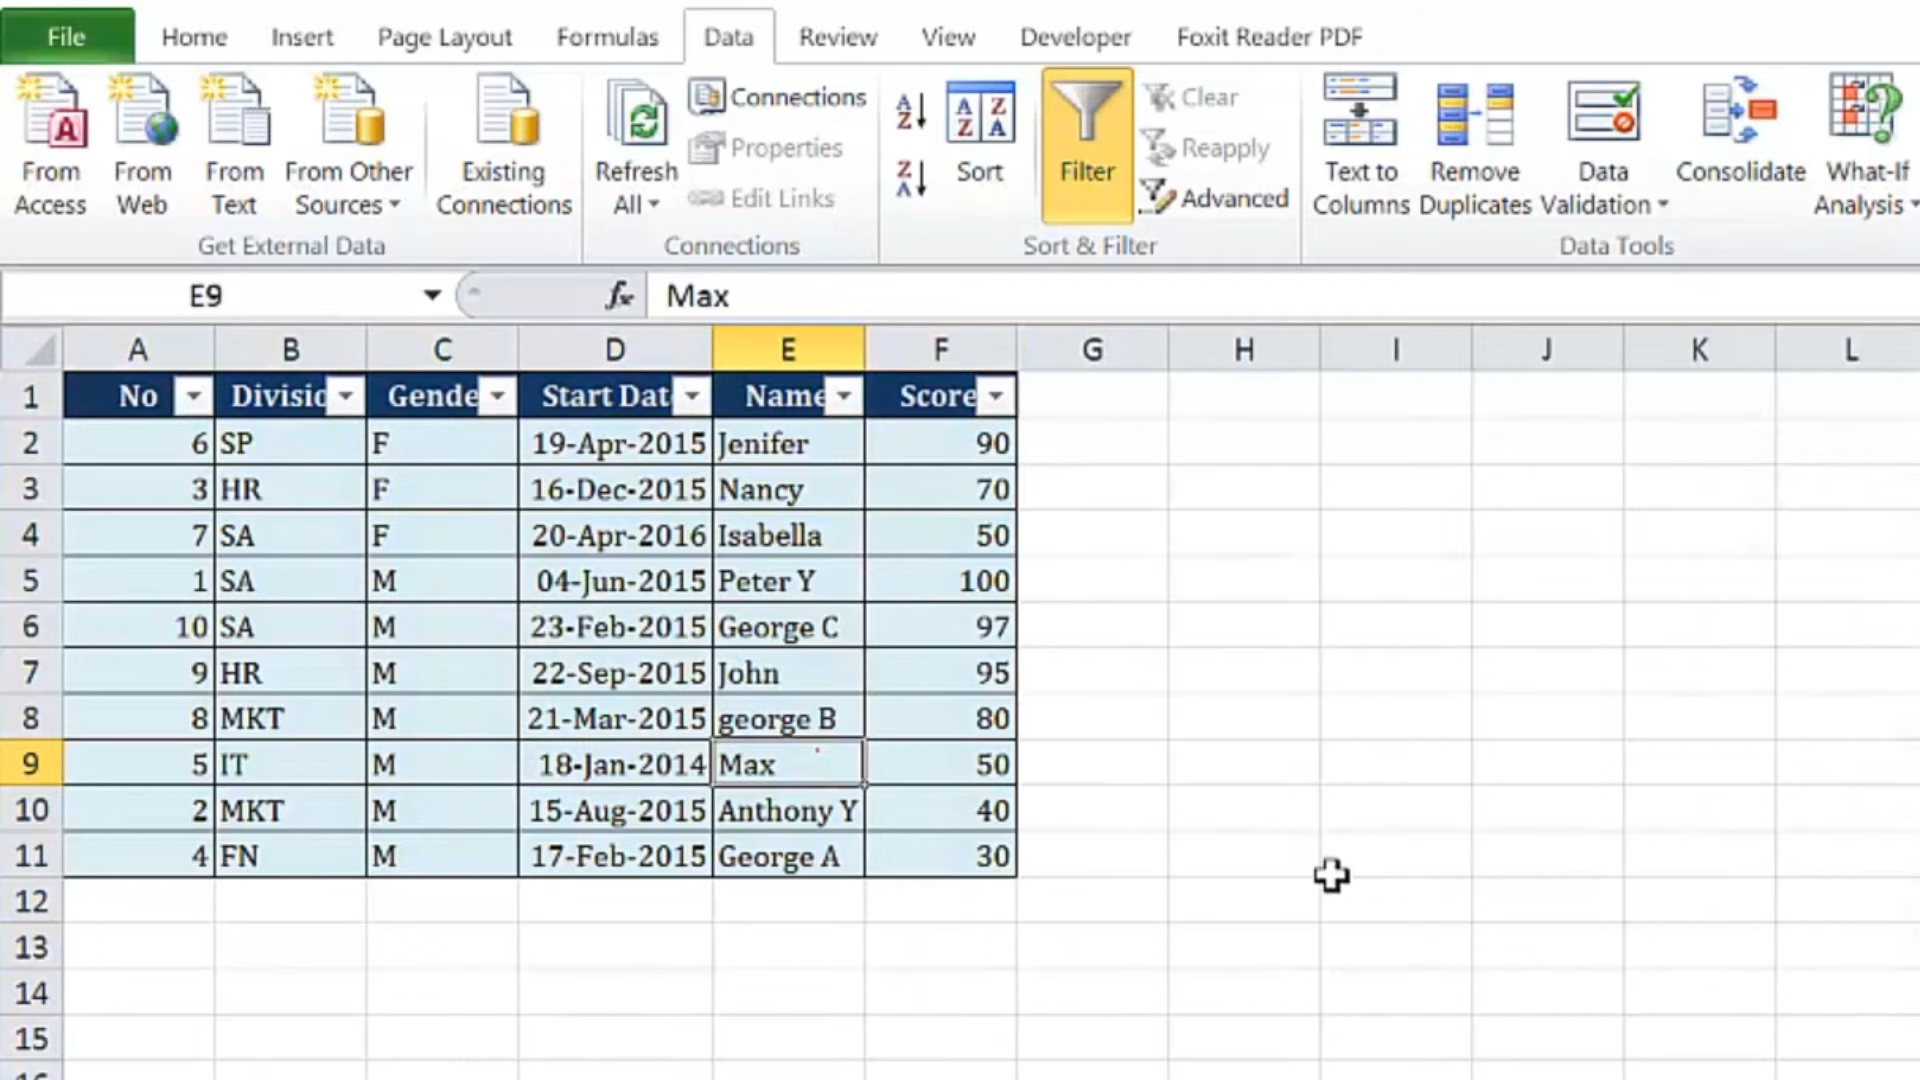 File Home Insert Page Layout Formulas Data Review View Developer Foxit Reader PDF
From Access From Web From Text From Other Sources Existing Connections Refresh All Connections Properties Edit Links Sort Filter Clear Reapply Advanced Text to Columns Remove Duplicates Data Validation Consolidate What-If Analysis
Get External Data Connections Sort & Filter Data Tools
E9 fx Max
A B C D E F G H I J K L
1 No Divisio Gende Start Dat Name Score
2 6 SP F 19-Apr-2015 Jenifer 90
3 3 HR F 16-Dec-2015 Nancy 70
4 7 SA F 20-Apr-2016 Isabella 50
5 1 SA M 04-Jun-2015 Peter Y 100
6 10 SA M 23-Feb-2015 George C 97
7 9 HR M 22-Sep-2015 John 95
8 8 MKT M 21-Mar-2015 george B 80
9 5 IT M 18-Jan-2014 Max 50
10 2 MKT M 15-Aug-2015 Anthony Y 40
11 4 FN M 17-Feb-2015 George A 30
12
13
14
15